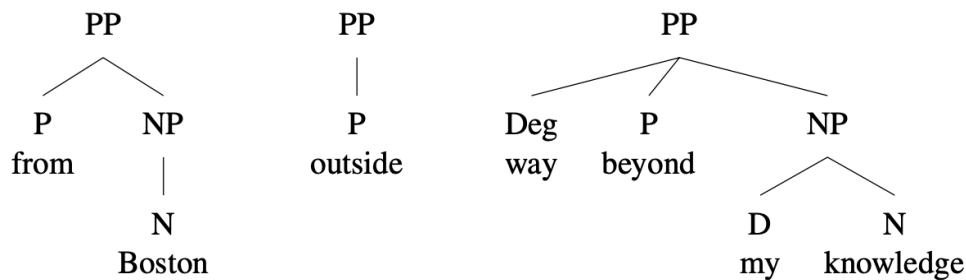 PP PP PP
P NP P Deg P NP
from outside way beyond
N D N
Boston my knowledge